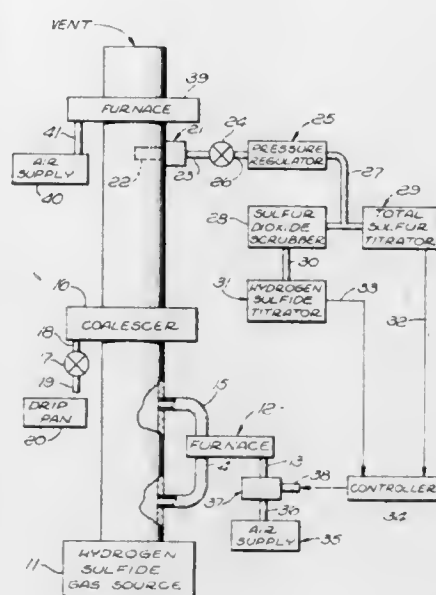 VENT
39
FURNACE
41
21
24
25
PRESSURE
REGULATOR
AIR
SUPPLY
40
22
23
26
27
29
28
SULFUR
DIOXIDE
SCRUBBER
TOTAL
SULFUR
TITRATOR
30
31
HYDROGEN
SULFIDE
TITRATOR
33
32
16
COALESCER
18
17
19
DRIP
PAN
20
15
12
FURNACE
13
38
37
36
AIR
SUPPLY
35
CONTROLLER
34
11
HYDROGEN
SULFIDE
GAS SOURCE